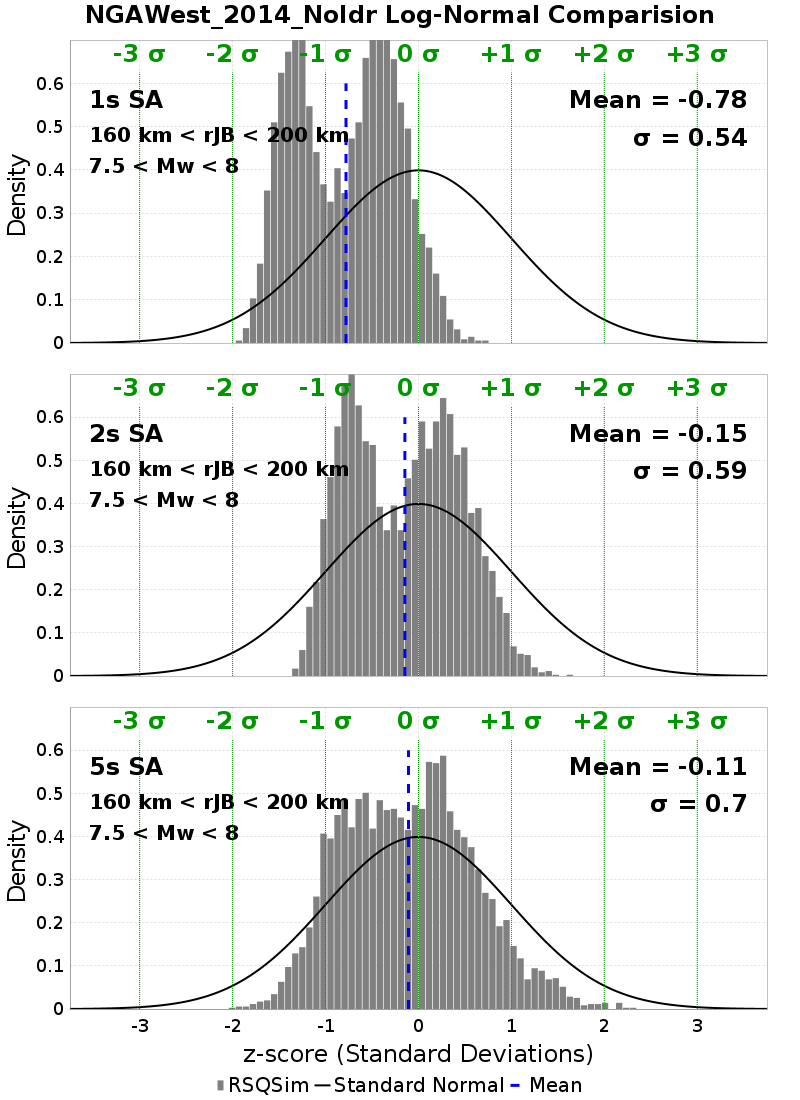 NGAWest_2014_NoIdr Log-Normal Comparision
-3 σ -2 σ -1 σ 0 σ +1 σ +2 σ +3 σ
1s SA Mean = -0.78
160 km < rJB < 200 km σ = 0.54
7.5 < Mw < 8
0.6
0.5
0.4
0.3
0.2
0.1
0
Density
-3 σ -2 σ -1 σ 0 σ +1 σ +2 σ +3 σ
2s SA Mean = -0.15
160 km < rJB < 200 km σ = 0.59
7.5 < Mw < 8
0.6
0.5
0.4
0.3
0.2
0.1
0
Density
-3 σ -2 σ -1 σ 0 σ +1 σ +2 σ +3 σ
5s SA Mean = -0.11
160 km < rJB < 200 km σ = 0.7
7.5 < Mw < 8
0.6
0.5
0.4
0.3
0.2
0.1
0
Density
-3 -2 -1 0 1 2 3
z-score (Standard Deviations)
RSQSim Standard Normal Mean